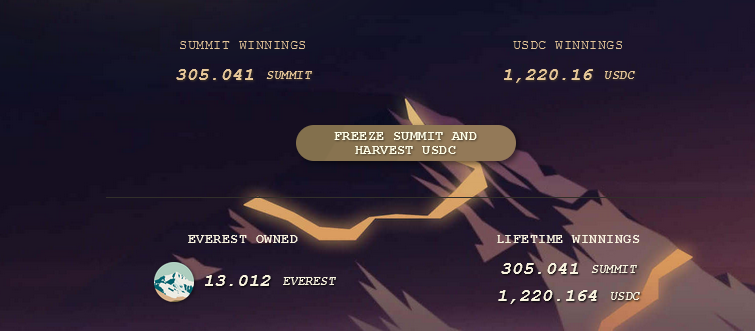 SUMMIT WINNINGS
305.041 SUMMIT
USDC WINNINGS
1,220.16 USDC
FREEZE SUMMIT AND
HARVEST USDC
EVEREST OWNED
13.012 EVEREST
LIFETIME WINNINGS
305.041 SUMMIT
1,220.164 USDC